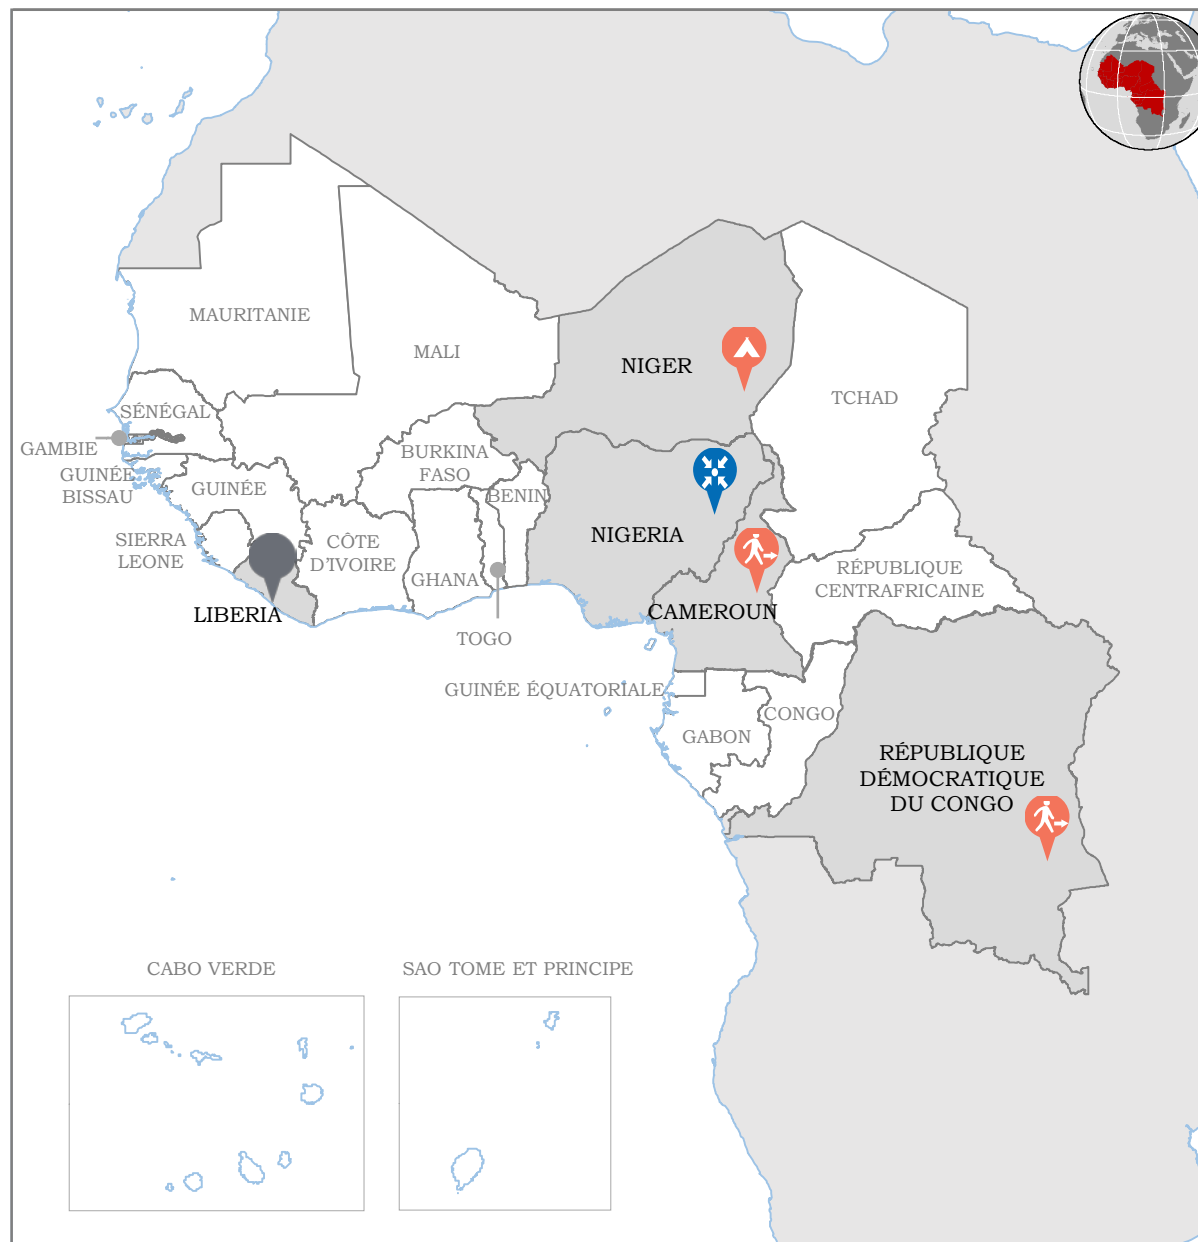 MAURITANIE
MALI
NIGER
TCHAD
SÉNÉGAL
GAMBIE
GUINÉE
BISSAU
GUINÉE
BURKINA
FASO
BENIN
NIGERIA
SIERRA
LEONE
CÔTE
D'IVOIRE
GHANA
LIBERIA
TOGO
CAMEROUN
RÉPUBLIQUE
CENTRAFRICAINE
GUINÉE ÉQUATORIALE
GABON
CONGO
RÉPUBLIQUE
DÉMOCRATIQUE
DU CONGO
CABO VERDE
SAO TOME ET PRINCIPE